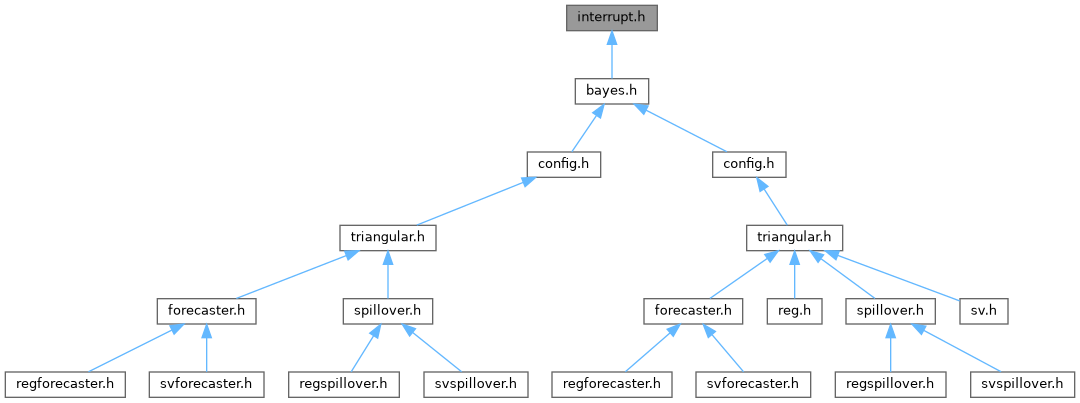 interrupt.h
bayes.h
config.h
config.h
triangular.h
triangular.h
forecaster.h
spillover.h
forecaster.h
reg.h
spillover.h
sv.h
regforecaster.h
svforecaster.h
regspillover.h
svspillover.h
regforecaster.h
svforecaster.h
regspillover.h
svspillover.h